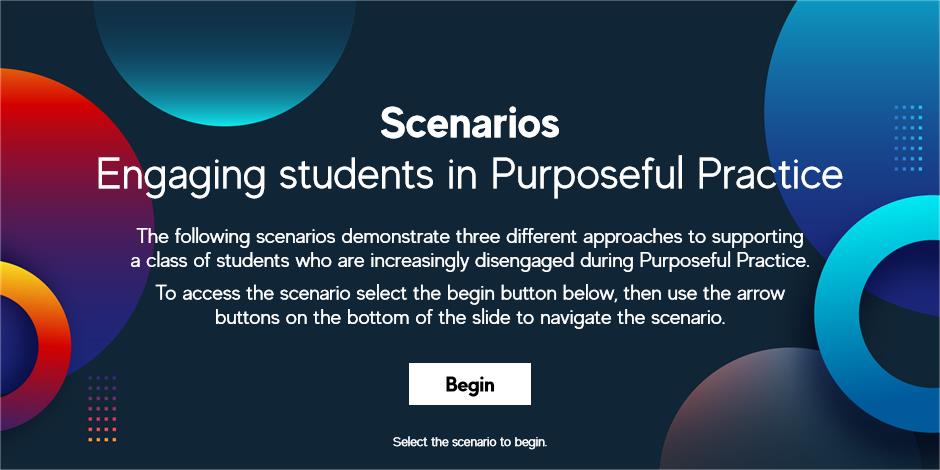 Scenarios
Engaging students in Purposeful Practice
The following scenarios demonstrate three different approaches to supporting
a class of students who are increasingly disengaged during Purposeful Practice.
To access the scenario select the begin button below, then use the arrow
buttons on the bottom of the slide to navigate the scenario.
Begin
Select the scenario to begin.